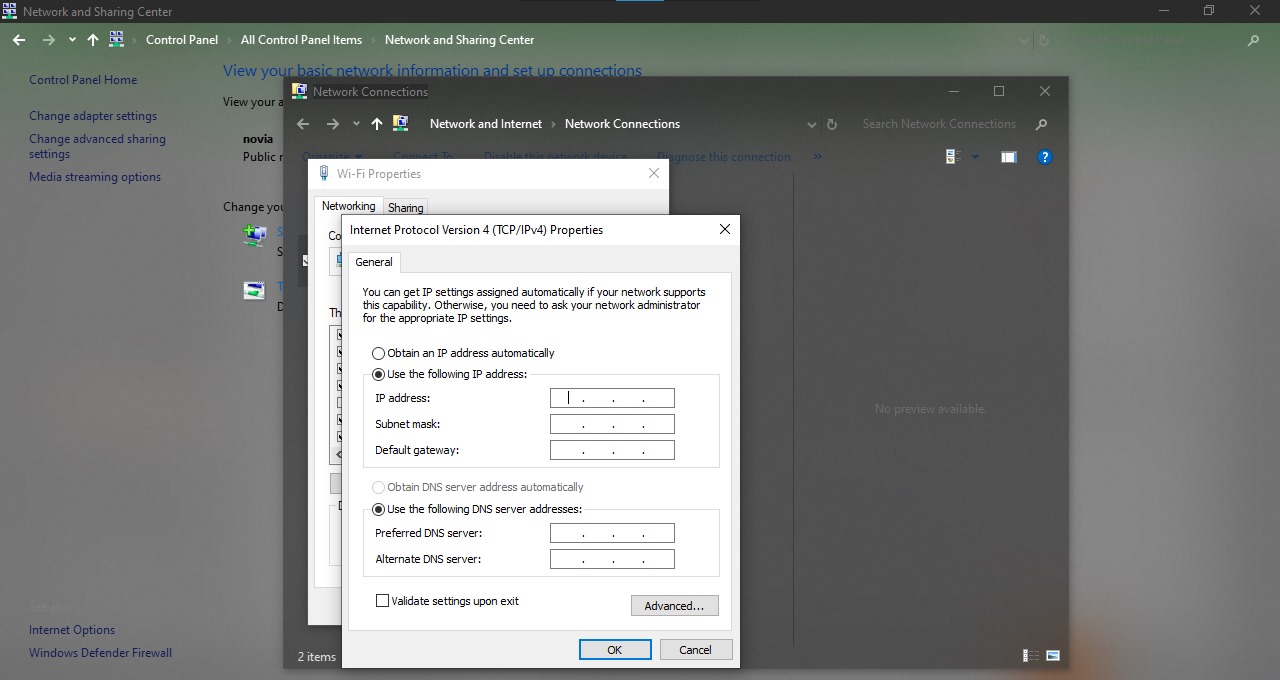 Network and Sharing Center
Control Panel
All Control Panel Items
Network and Sharing Center
Control Panel Home
Change adapter settings
Change advanced sharing
settings
Media streaming options
See also
Internet Options
Windows Defender Firewall
View your basic network information and set up connections
View your a
novia
Public r
Change you
Network Connections
Network and Internet
Network Connections
Search Network Connections
Organize
Connect To
Disable this network device
Diagnose this connection
»
No preview available.
2 items
Wi-Fi Properties
Networking
Sharing
Co
Th
Internet Protocol Version 4 (TCP/IPv4) Properties
General
You can get IP settings assigned automatically if your network supports
this capability. Otherwise, you need to ask your network administrator
for the appropriate IP settings.
Obtain an IP address automatically
Use the following IP address:
IP address:
. . .
Subnet mask:
. . .
Default gateway:
. . .
Obtain DNS server address automatically
Use the following DNS server addresses:
Preferred DNS server:
. . .
Alternate DNS server:
. . .
Validate settings upon exit
Advanced...
OK
Cancel